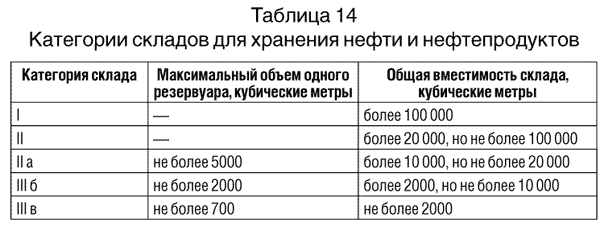 Таблица 14
Категории складов для хранения нефти и нефтепродуктов
Категория склада | Максимальный объем одного резервуара, кубические метры | Общая вместимость склада, кубические метры
I | — | более 100 000
II | — | более 20 000, но не более 100 000
II а | не более 5000 | более 10 000, но не более 20 000
III б | не более 2000 | более 2000, но не более 10 000
III в | не более 700 | не более 2000